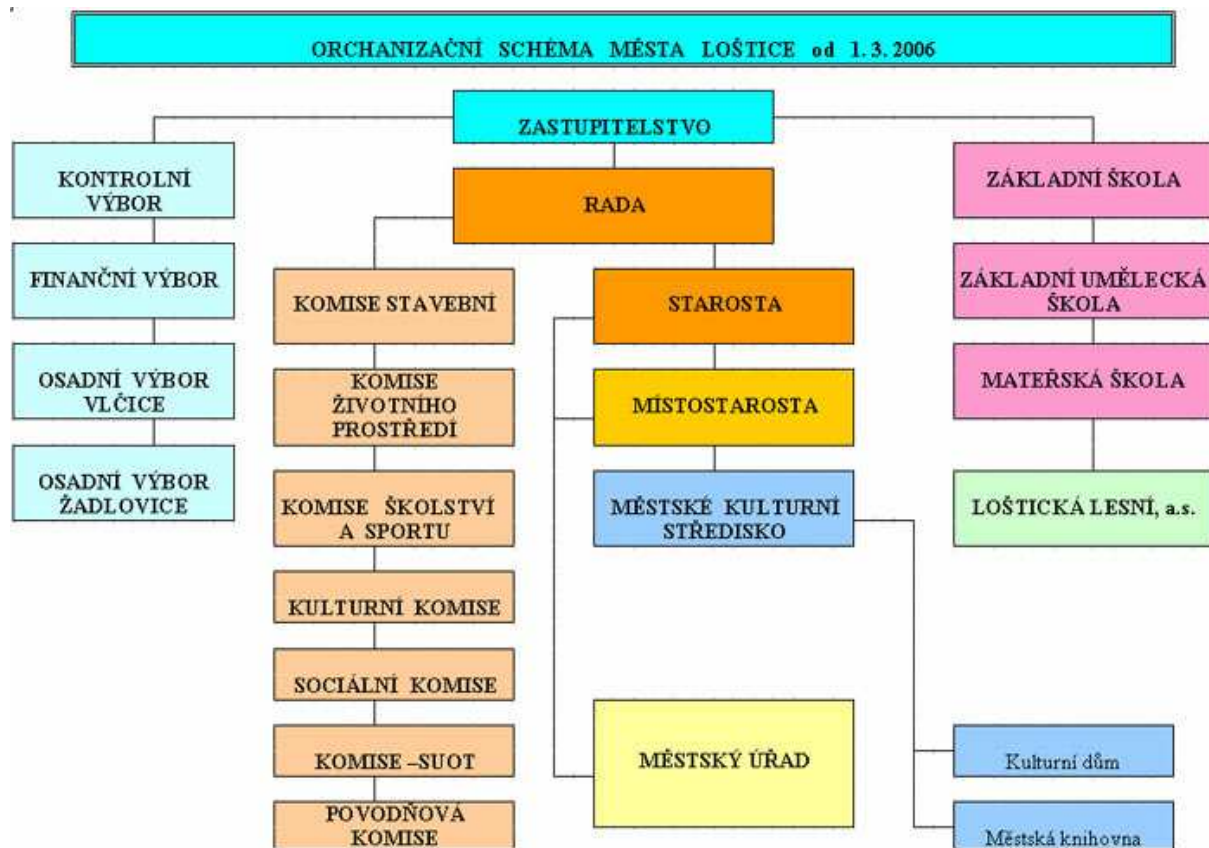 ORCHANIZAČNÍ SCHÉMA MĚSTA LOŠTICE od 1.3.2006
ZASTUPITELSTVO
KONTROLNÍ
VÝBOR
FINANČNÍ VÝBOR
OSADNÍ VÝBOR
VLČICE
OSADNÍ VÝBOR
ŽADLOVICE
RADA
KOMISE STAVEBNÍ
KOMISE
ŽIVOTNÍHO
PROSTŘEDÍ
KOMISE ŠKOLSTVÍ
A SPORTU
KULTURNÍ KOMISE
SOCIÁLNÍ KOMISE
KOMISE –SUOT
POVODŇOVÁ
KOMISE
STAROSTA
MÍSTOSTAROSTA
MĚSTSKÉ KULTURNÍ
STŘEDISKO
MĚSTSKÝ ÚŘAD
ZÁKLADNÍ ŠKOLA
ZÁKLADNÍ UMĚLECKÁ
ŠKOLA
MATEŘSKÁ ŠKOLA
LOŠTICKÁ LESNÍ, a.s.
Kulturní dům
Městská knihovna